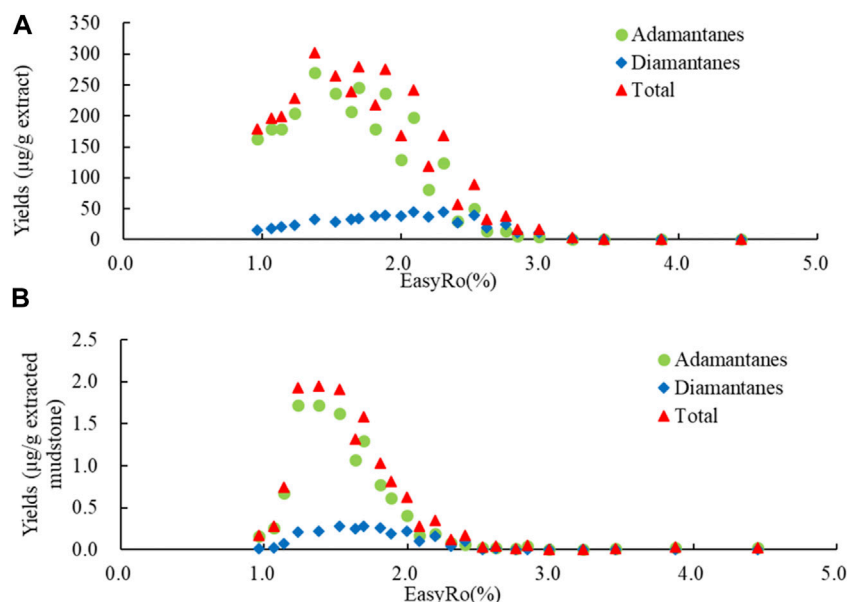 A
350
300
250
200
150
100
50
0
Yields (µg/g extract)
Adamantanes
Diamantanes
Total
0.0 1.0 2.0 3.0 4.0 5.0
EasyRo(%)
B
2.5
2.0
1.5
1.0
0.5
0.0
Yields (µg/g extracted
mudstone)
Adamantanes
Diamantanes
Total
0.0 1.0 2.0 3.0 4.0 5.0
EasyRo(%)